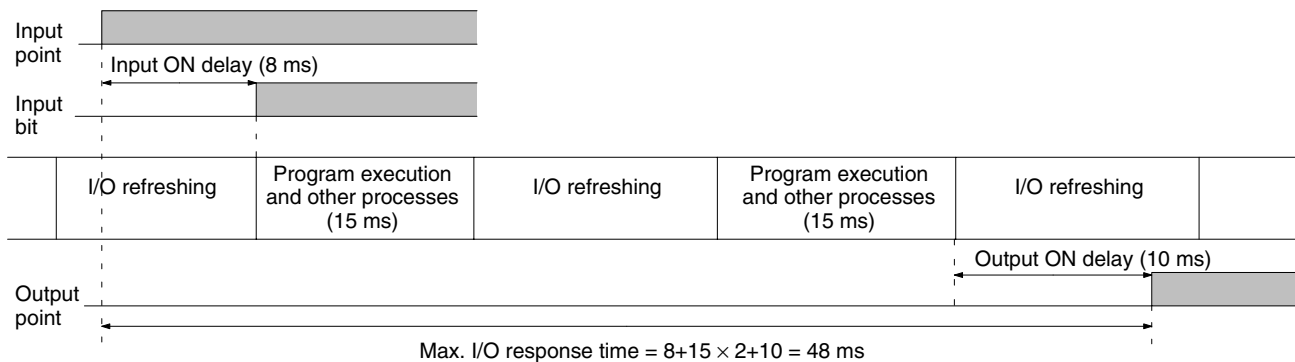 Input
point
Input ON delay (8 ms)
Input
bit
I/O refreshing
Program execution
and other processes
(15 ms)
I/O refreshing
Program execution
and other processes
(15 ms)
I/O refreshing
Output ON delay (10 ms)
Output
point
Max. I/O response time = 8+15 × 2+10 = 48 ms